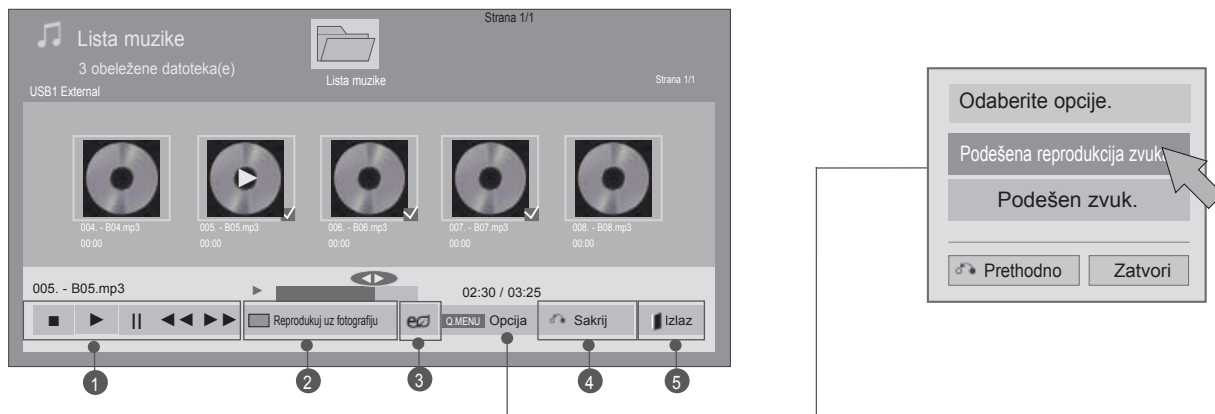 Strana 1/1
Lista muzike
3 obeležene datoteka(e)
Lista muzike
Strana 1/1
USB1 External
004. - B04.mp3
00:00
005. - B05.mp3
00:00
006. - B06.mp3
00:00
007. - B07.mp3
00:00
008. - B08.mp3
00:00
005. - B05.mp3
02:30 / 03:25
Reprodukuj uz fotografiju
Q.MENU Opcija
Sakrij
Izlaz
1
2
3
4
5
Odaberite opcije.
Podešena reprodukcija zvuka.
Podešen zvuk.
Prethodno
Zatvori